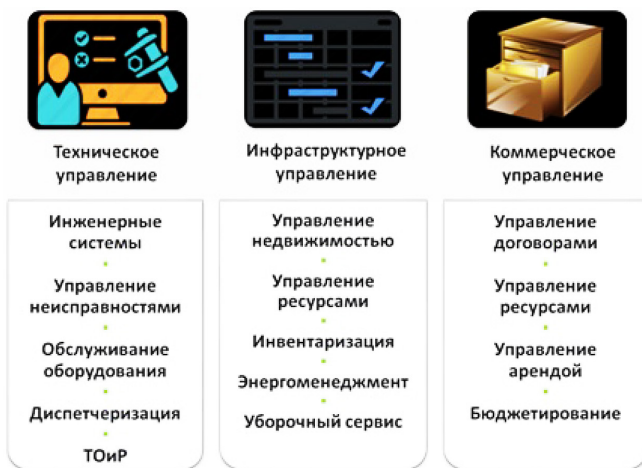 Техническое
управление
Инженерные
системы
Управление
неисправностями
Обслуживание
оборудования
Диспетчеризация
ТОиР
Инфраструктурное
управление
Управление
недвижимостью
Управление
ресурсами
Инвентаризация
Энергоменеджмент
Уборочный сервис
Коммерческое
управление
Управление
договорами
Управление
ресурсами
Управление
арендой
Бюджетирование